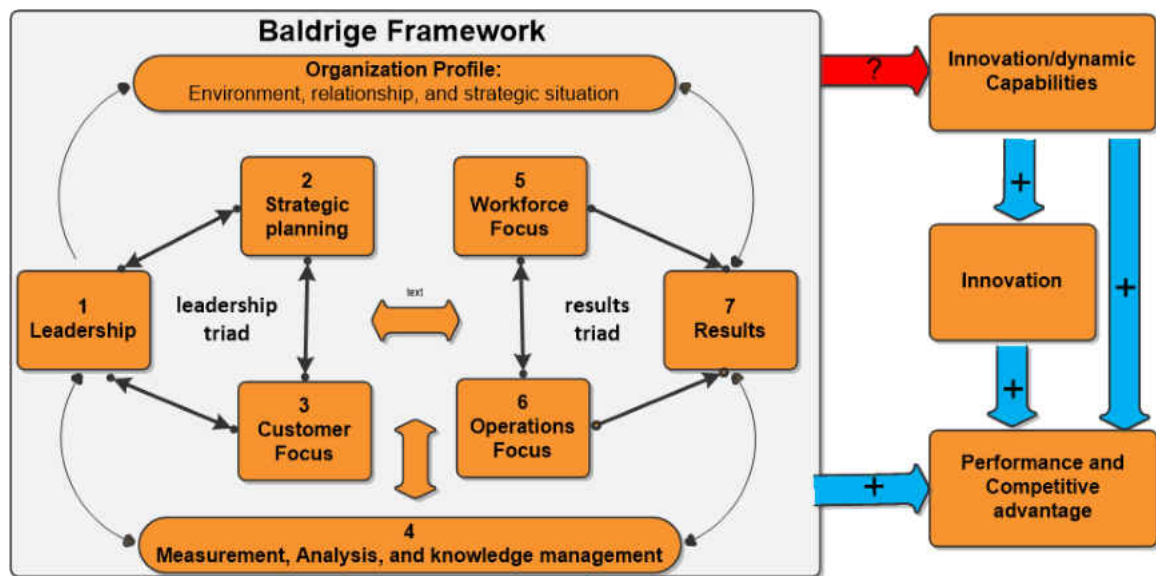 Baldrige Framework
Organization Profile:
Environment, relationship, and strategic situation
2
Strategic
planning
5
Workforce
Focus
1
Leadership
leadership
triad
text
results
triad
7
Results
3
Customer
Focus
6
Operations
Focus
4
Measurement, Analysis, and knowledge management
?
Innovation/dynamic
Capabilities
+
+
Innovation
+
+
Performance and
Competitive
advantage